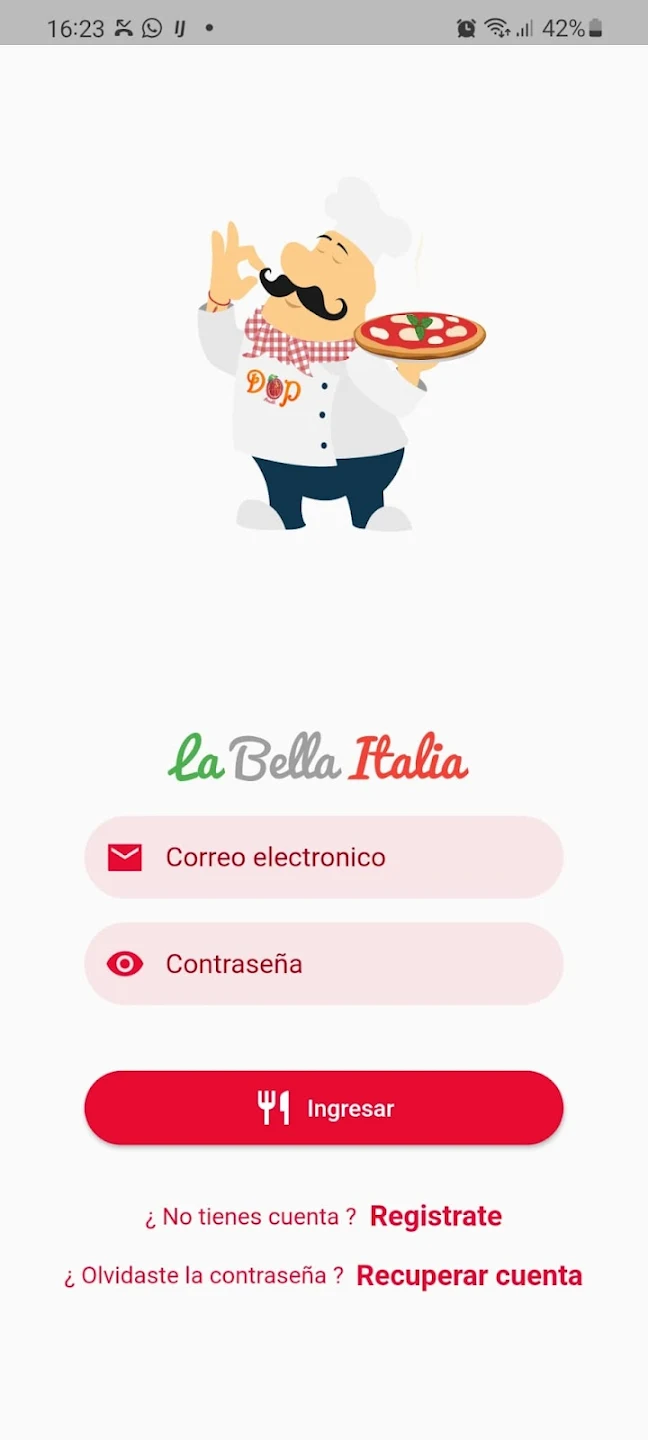 16:23 IJ 42%
DOP
La Bella Italia
Correo electronico
Contraseña
Ingresar
¿ No tienes cuenta ? Registrate
¿ Olvidaste la contraseña ? Recuperar cuenta